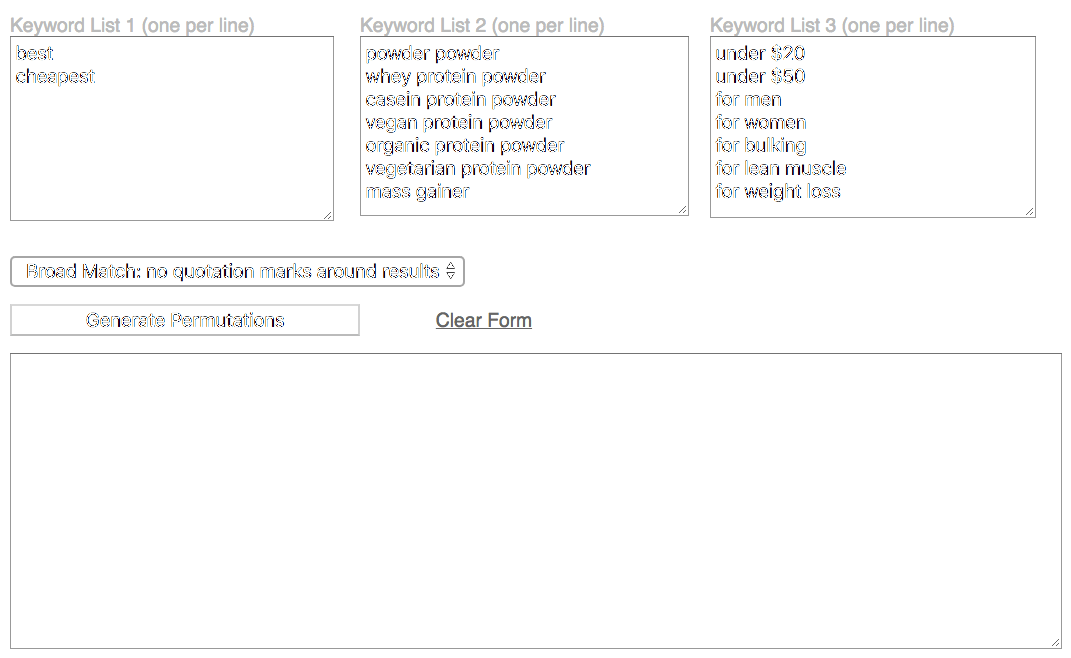 Keyword List 1 (one per line)
best
cheapest
Keyword List 2 (one per line)
powder powder
whey protein powder
casein protein powder
vegan protein powder
organic protein powder
vegetarian protein powder
mass gainer
Keyword List 3 (one per line)
under $20
under $50
for men
for women
for bulking
for lean muscle
for weight loss
Broad Match: no quotation marks around results
Generate Permutations
Clear Form